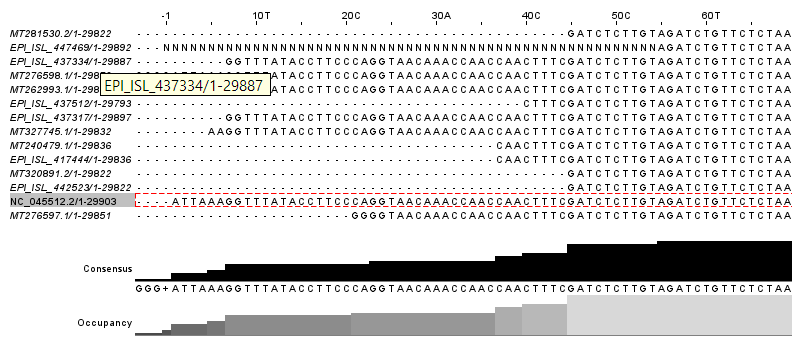 -1 10T 20C 30A 40C 50C 60T
MT281530.2/1-29822 ------------------------------------------------GATCTCTTGTAGATCTGTTCTCTAA
EPI_ISL_447469/1-29892 ---NNNNNNNNNNNNNNNNNNNNNNNNNNNNNNNNNNNNNNNNNNNNNNNNNNNNNNNAGATCTGTTCTCTAA
EPI_ISL_437334/1-29887 ----------GGTTTATACCTTCCCAGGTAACAAACCAACCAACTTTCGATCTCTTGTAGATCTGTTCTCTAA
MT276598.1/1-298 ATACCTTCCCAGGTAACAAACCAACCAACTTTCGATCTCTTGTAGATCTGTTCTCTAA
EPI_ISL_437334/1-29887
MT262993.1/1-298 ATACCTTCCCAGGTAACAAACCAACCAACTTTCGATCTCTTGTAGATCTGTTCTCTAA
EPI_ISL_437512/1-29793 -------------------------------------------CTTTCGATCTCTTGTAGATCTGTTCTCTAA
EPI_ISL_437317/1-29897 ----------GGTTTATACCTTCCCAGGTAACAAACCAACCAACTTTCGATCTCTTGTAGATCTGTTCTCTAA
MT327745.1/1-29832 --------AAGGTTTATACCTTCCCAGGTAACAAACCAACCAACTTTCGATCTCTTGTAGATCTGTTCTCTAA
MT240479.1/1-29836 ----------------------------------------CAACTTTCGATCTCTTGTAGATCTGTTCTCTAA
EPI_ISL_417444/1-29836 ----------------------------------------CAACTTTCGATCTCTTGTAGATCTGTTCTCTAA
MT320891.2/1-29822 ------------------------------------------------GATCTCTTGTAGATCTGTTCTCTAA
EPI_ISL_442523/1-29822 ------------------------------------------------GATCTCTTGTAGATCTGTTCTCTAA
NC_045512.2/1-29903 ----ATTAAAGGTTTATACCTTCCCAGGTAACAAACCAACCAACTTTCGATCTCTTGTAGATCTGTTCTCTAA
MT276597.1/1-29851 ------------------------GGGGTAACAAACCAACCAACTTTCGATCTCTTGTAGATCTGTTCTCTAA
Consensus
GGG+ATTAAAGGTTTATACCTTCCCAGGTAACAAACCAACCAACTTTCGATCTCTTGTAGATCTGTTCTCTAA
Occupancy